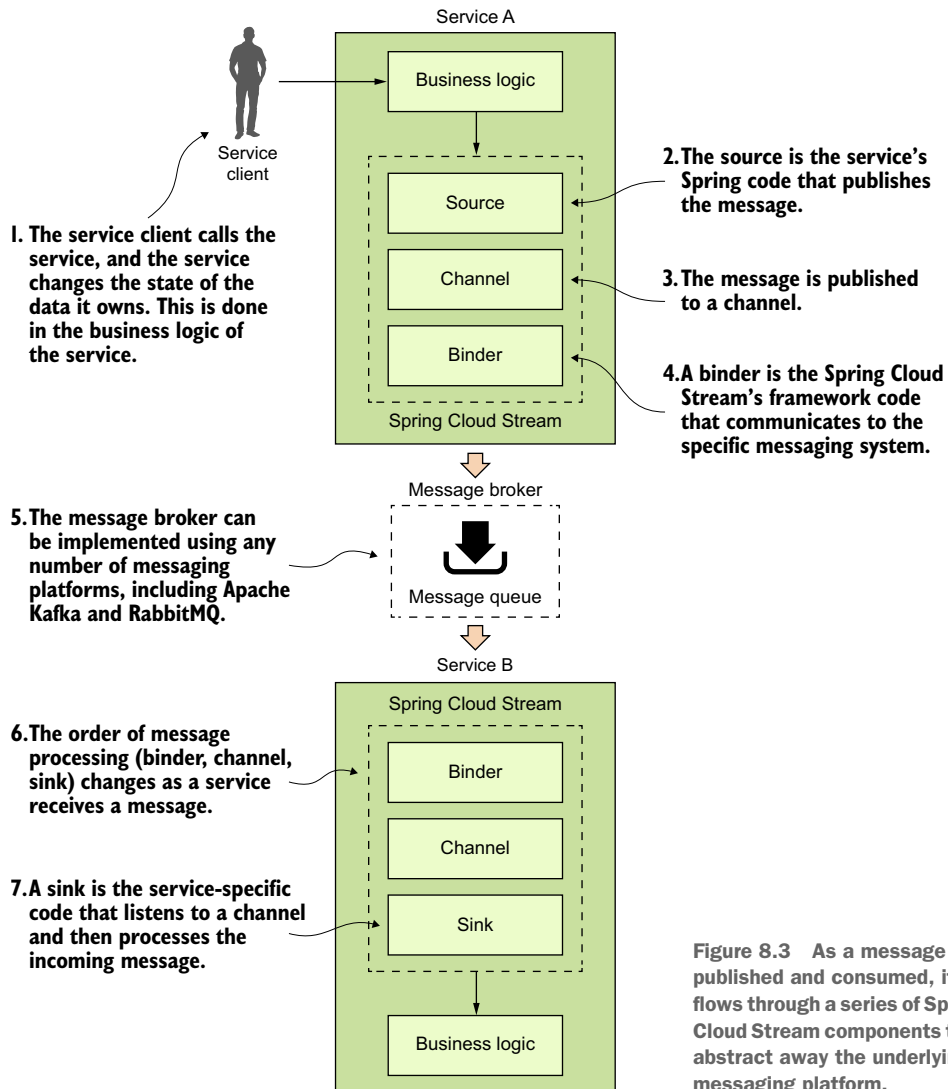 Service A
Business logic
Service
client
1. The service client calls the
service, and the service
changes the state of the
data it owns. This is done
in the business logic of
the service.
Source
2. The source is the service's
Spring code that publishes
the message.
Channel
3. The message is published
to a channel.
Binder
4. A binder is the Spring Cloud
Stream's framework code
that communicates to the
specific messaging system.
Spring Cloud Stream
Message broker
5. The message broker can
be implemented using any
number of messaging
platforms, including Apache
Kafka and RabbitMQ.
Message queue
Service B
Spring Cloud Stream
6. The order of message
processing (binder, channel,
sink) changes as a service
receives a message.
Binder
Channel
7. A sink is the service-specific
code that listens to a channel
and then processes the
incoming message.
Sink
Business logic
Figure 8.3 As a message
published and consumed,
flows through a series of
Cloud Stream components
abstract away the
messaging platform.